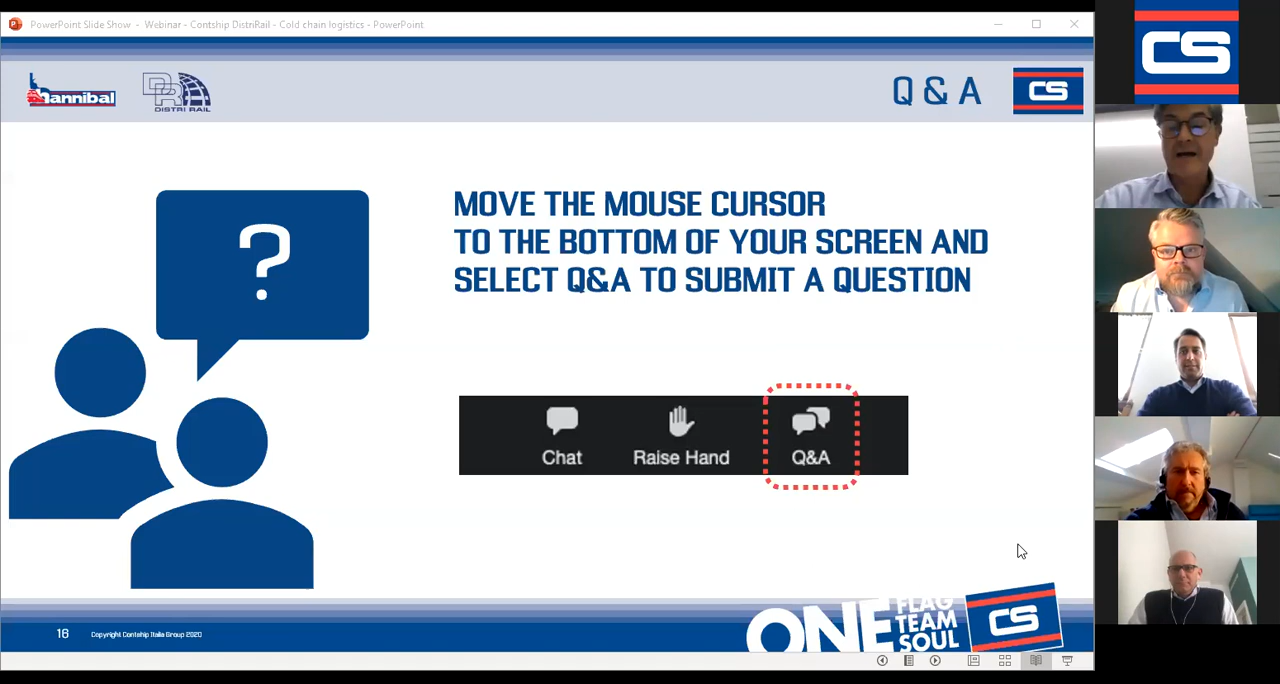 PowerPoint Slide Show - Webinar - Contship DistriRail - Cold chain logistics - PowerPoint
hannibal
DR
DISTRI RAIL
Q & A
CS
CS
MOVE THE MOUSE CURSOR
TO THE BOTTOM OF YOUR SCREEN AND
SELECT Q&A TO SUBMIT A QUESTION
?
Chat
Raise Hand
Q&A
ONE
FLAG
TEAM
SOUL
CS
16
Copyright Contship Italia Group 2020